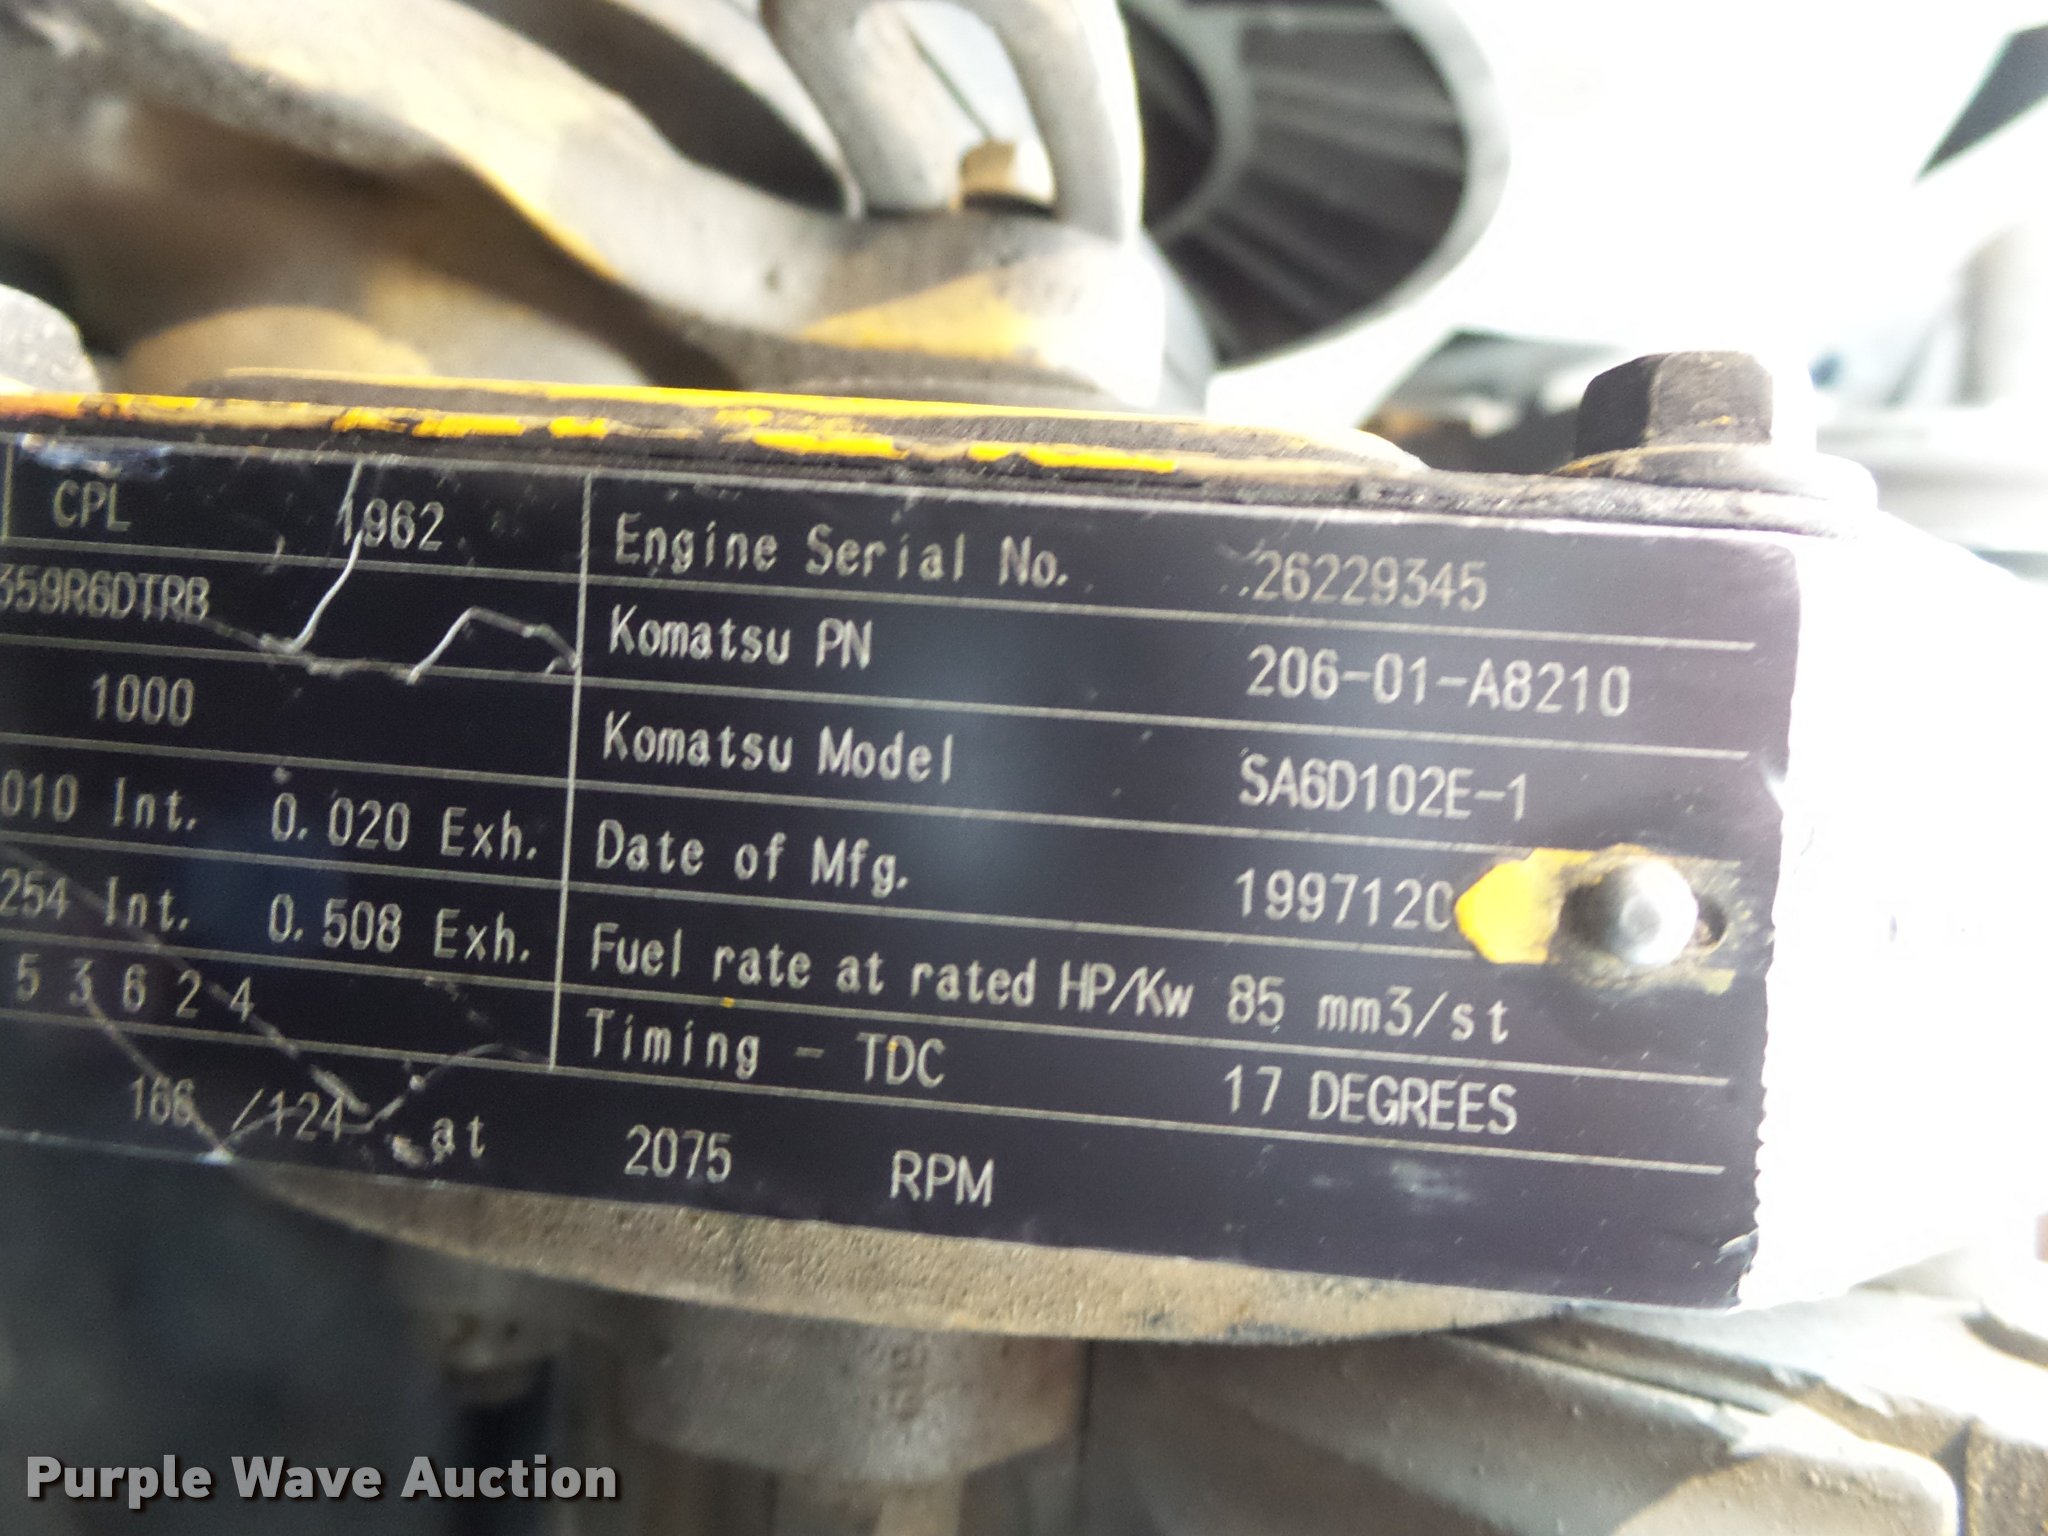 CPL 1962
359R6DTRB
1000
010 Int. 0.020 Exh.
254 Int. 0.508 Exh.
5 3 6 2 4
166 /124 at 2075 RPM
Engine Serial No. 26229345
Komatsu PN 206-01-A8210
Komatsu Model SA6D102E-1
Date of Mfg. 1997120
Fuel rate at rated HP/Kw 85 mm3/st
Timing - TDC 17 DEGREES
Purple Wave Auction